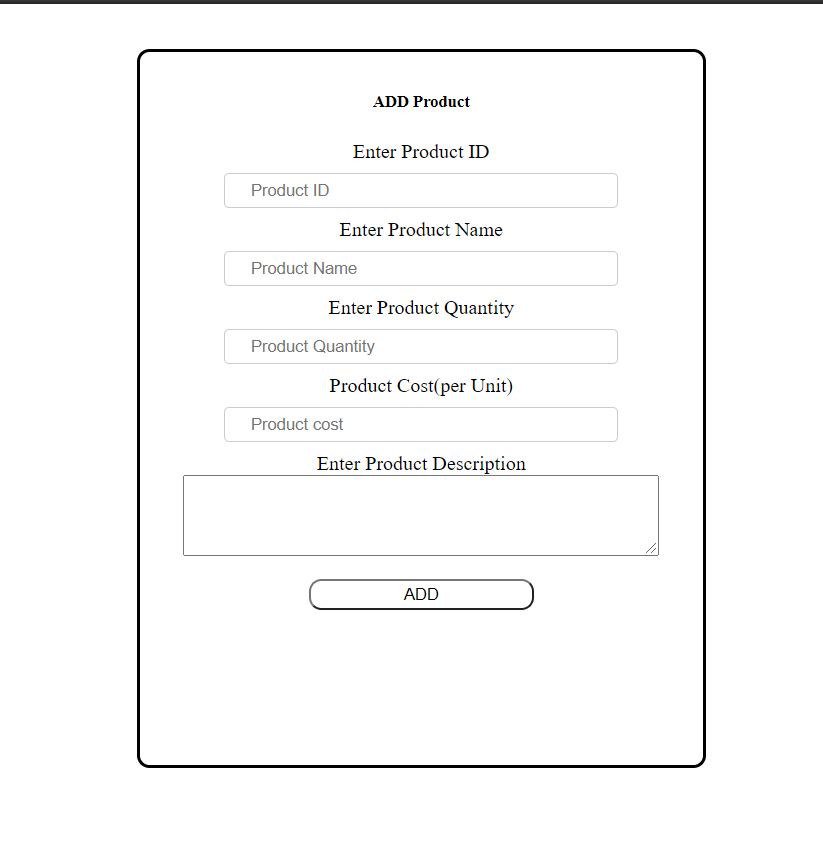 ADD Product
Enter Product ID
Product ID
Enter Product Name
Product Name
Enter Product Quantity
Product Quantity
Product Cost(per Unit)
Product cost
Enter Product Description
ADD